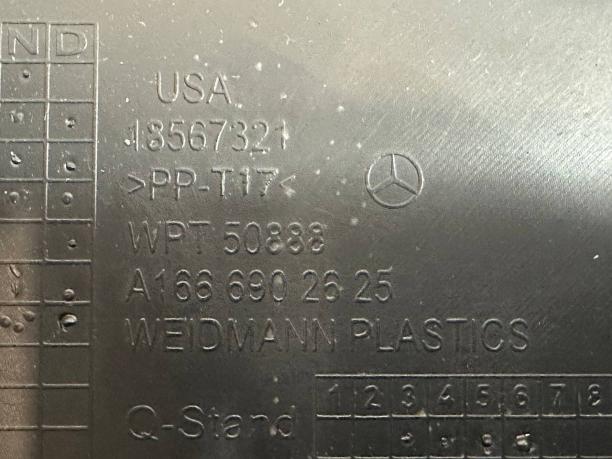 N D
USA
18567321
>PP-T17<
WPT 50888
A166 690 26 25
WEIDMANN PLASTICS
Q-Stand
1 2 3 4 5 6 7 8